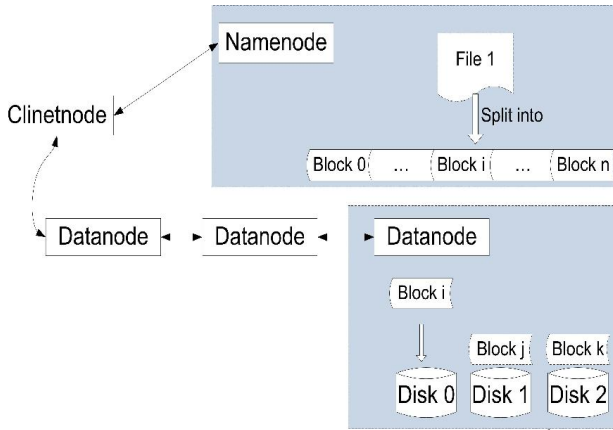 Namenode
File 1
Clinetnode
Split into
Block 0 ... Block i ... Block n
Datanode Datanode Datanode
Block i
Block j Block k
Disk 0 Disk 1 Disk 2